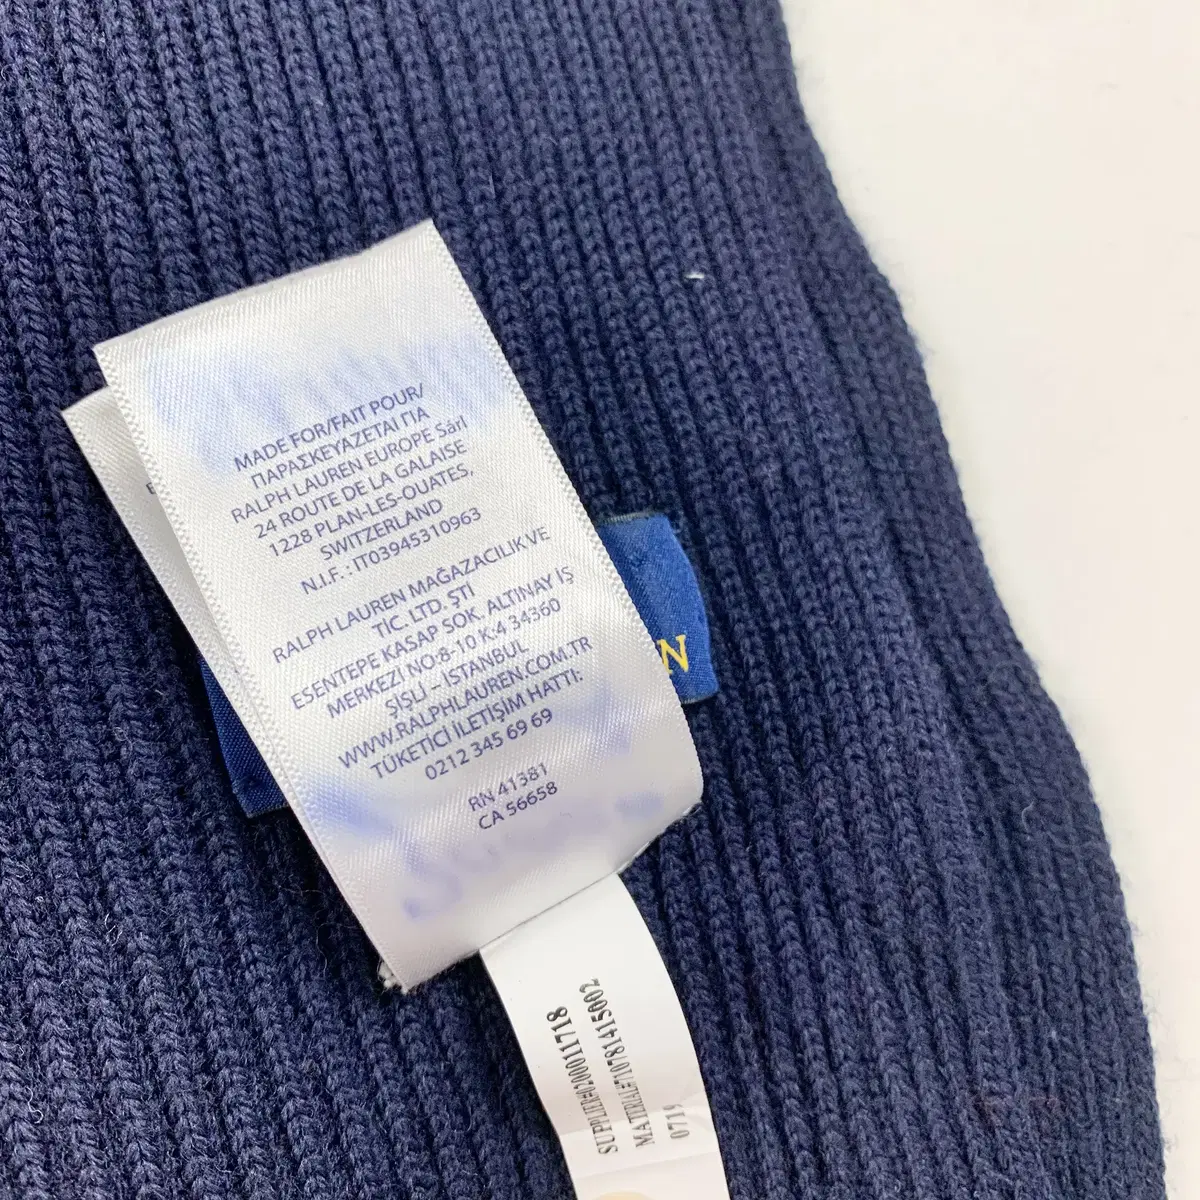 MADE FOR/FAIT POUR/
ΠΑΡΑΣΚΕΥΑΖΕΤΑΙ ΓΙΑ
RALPH LAUREN EUROPE Sárl
24 ROUTE DE LA GALAISE
1228 PLAN-LES-OUATES,
SWITZERLAND
N.I.F. : IT03945310963
RALPH LAUREN MAĞAZACILIK VE
TİC. LTD. ŞTİ
ESENTEPE KASAP SOK. ALTINAY İŞ
MERKEZİ NO:8-10 K:4 34360
ŞİŞLİ – İSTANBUL
WWW.RALPHLAUREN.COM.TR
TÜKETİCİ İLETİŞİM HATTI:
0212 345 69 69
RN 41381
CA 56658
N
SUPPLIER#0200011718
MATERIAL#710781415002